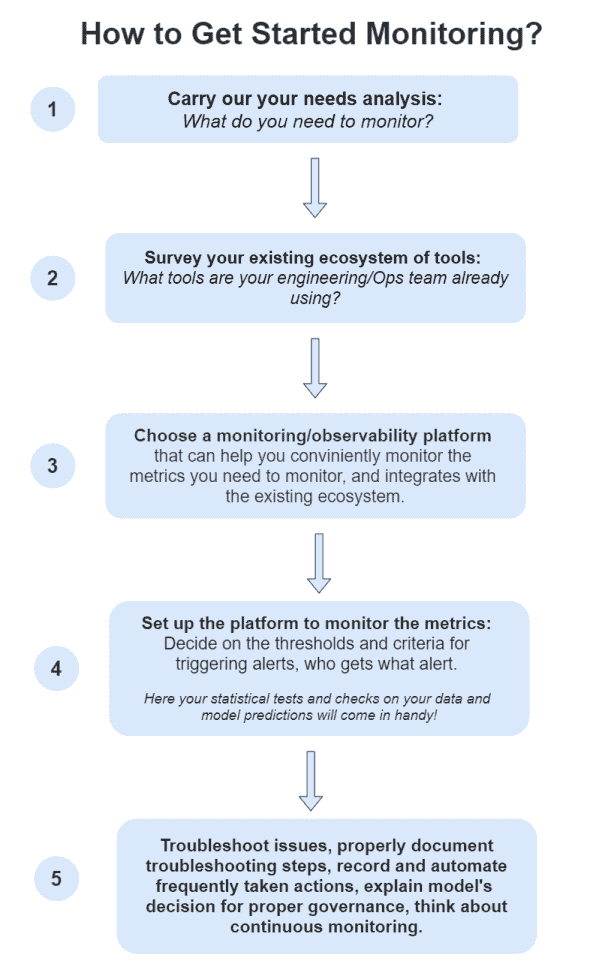 How to Get Started Monitoring?
1
Carry our your needs analysis:
What do you need to monitor?
2
Survey your existing ecosystem of tools:
What tools are your engineering/Ops team already
using?
3
Choose a monitoring/observability platform
that can help you conviniently monitor the
metrics you need to monitor, and integrates with
the existing ecosystem.
4
Set up the platform to monitor the metrics:
Decide on the thresholds and criteria for
triggering alerts, who gets what alert.
Here your statistical tests and checks on your data and
model predictions will come in handy!
5
Troubleshoot issues, properly document
troubleshooting steps, record and automate
frequently taken actions, explain model's
decision for proper governance, think about
continuous monitoring.